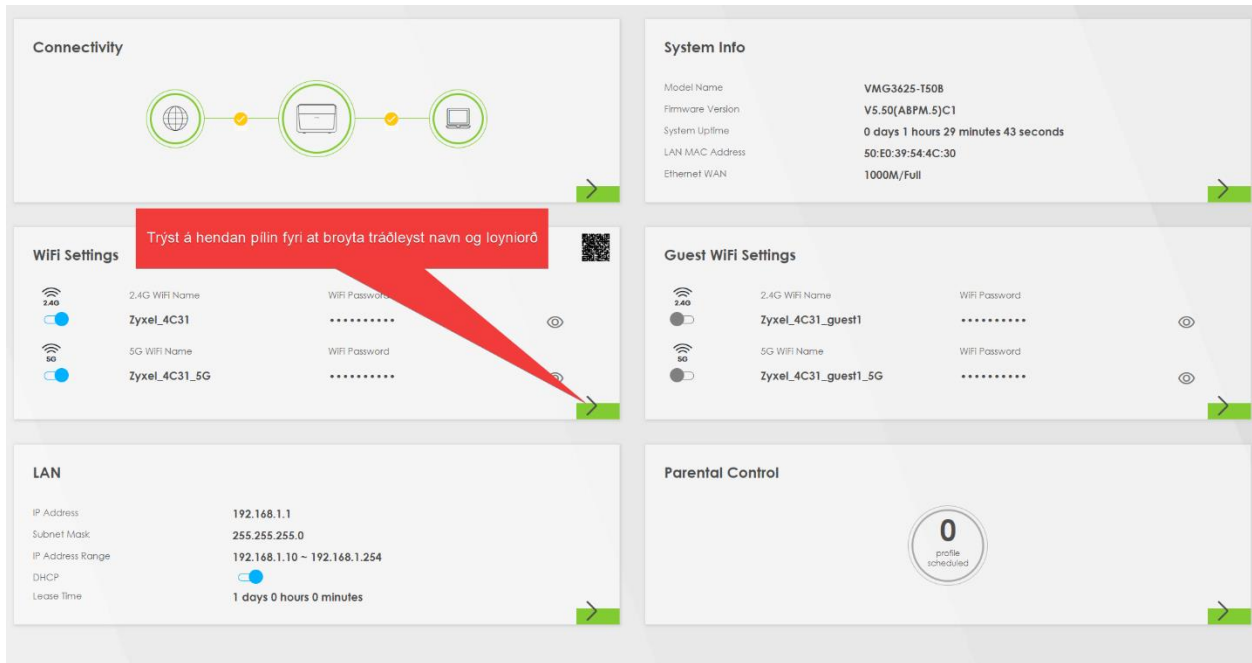 Connectivity
System Info
Model Name VMG3625-T50B
Firmware Version V5.50(ABPM.5)C1
System Uptime 0 days 1 hours 29 minutes 43 seconds
LAN MAC Address 50:E0:39:54:4C:30
Ethernet WAN 1000M/Full
Trýst á hendan pílin fyri at broyta tráðleyst navn og loyniorð
WiFi Settings
2.4G 2.4G WiFi Name WiFi Password
Zyxel_4C31 ••••••••••
5G 5G WiFi Name WiFi Password
Zyxel_4C31_5G ••••••••••
Guest WiFi Settings
2.4G 2.4G WiFi Name WiFi Password
Zyxel_4C31_guest1 ••••••••••
5G 5G WiFi Name WiFi Password
Zyxel_4C31_guest1_5G ••••••••••
LAN
IP Address 192.168.1.1
Subnet Mask 255.255.255.0
IP Address Range 192.168.1.10 ~ 192.168.1.254
DHCP
Lease Time 1 days 0 hours 0 minutes
Parental Control
0
profile
scheduled